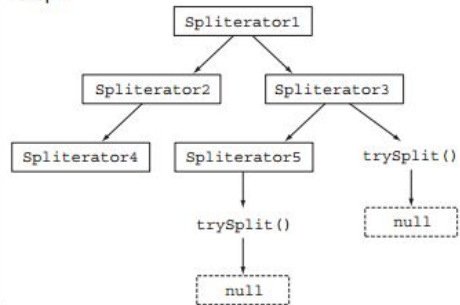 Spliterator1
Spliterator2
Spliterator3
Spliterator4
Spliterator5
trySplit()
trySplit()
null
null